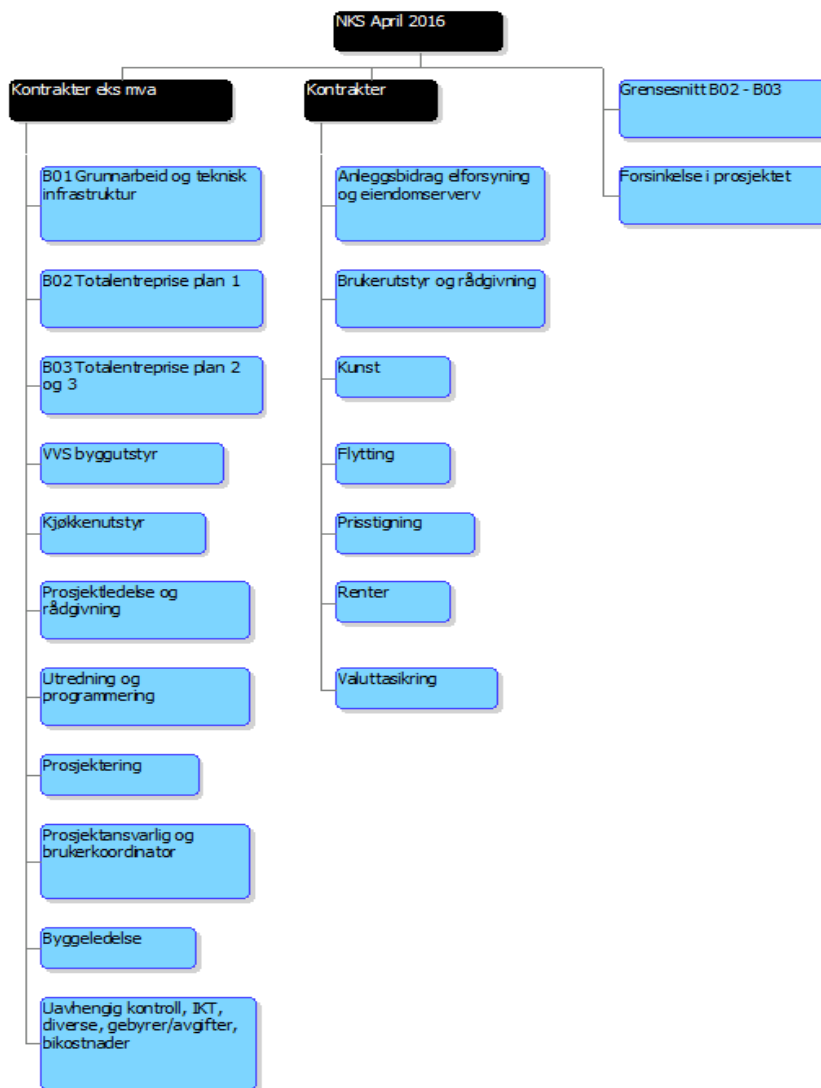 NKS April 2016
Kontrakter eks mva
B01 Grunnarbeid og teknisk
infrastruktur
B02 Totalentreprise plan 1
B03 Totalentreprise plan 2
og 3
VVS byggutstyr
Kjøkkenutstyr
Prosjektledelse og
rådgivning
Utredning og
programmering
Prosjektering
Prosjektansvarlig og
brukerkoordinator
Byggeledelse
Uavhengig kontroll, IKT,
diverse, gebyrer/avgifter,
bikostnader
Kontrakter
Anleggsbidrag elforsyning
og eiendomserverv
Brukerutstyr og rådgivning
Kunst
Flytting
Prisstigning
Renter
Valuttasikring
Grensesnitt B02 - B03
Forsinkelse i prosjektet